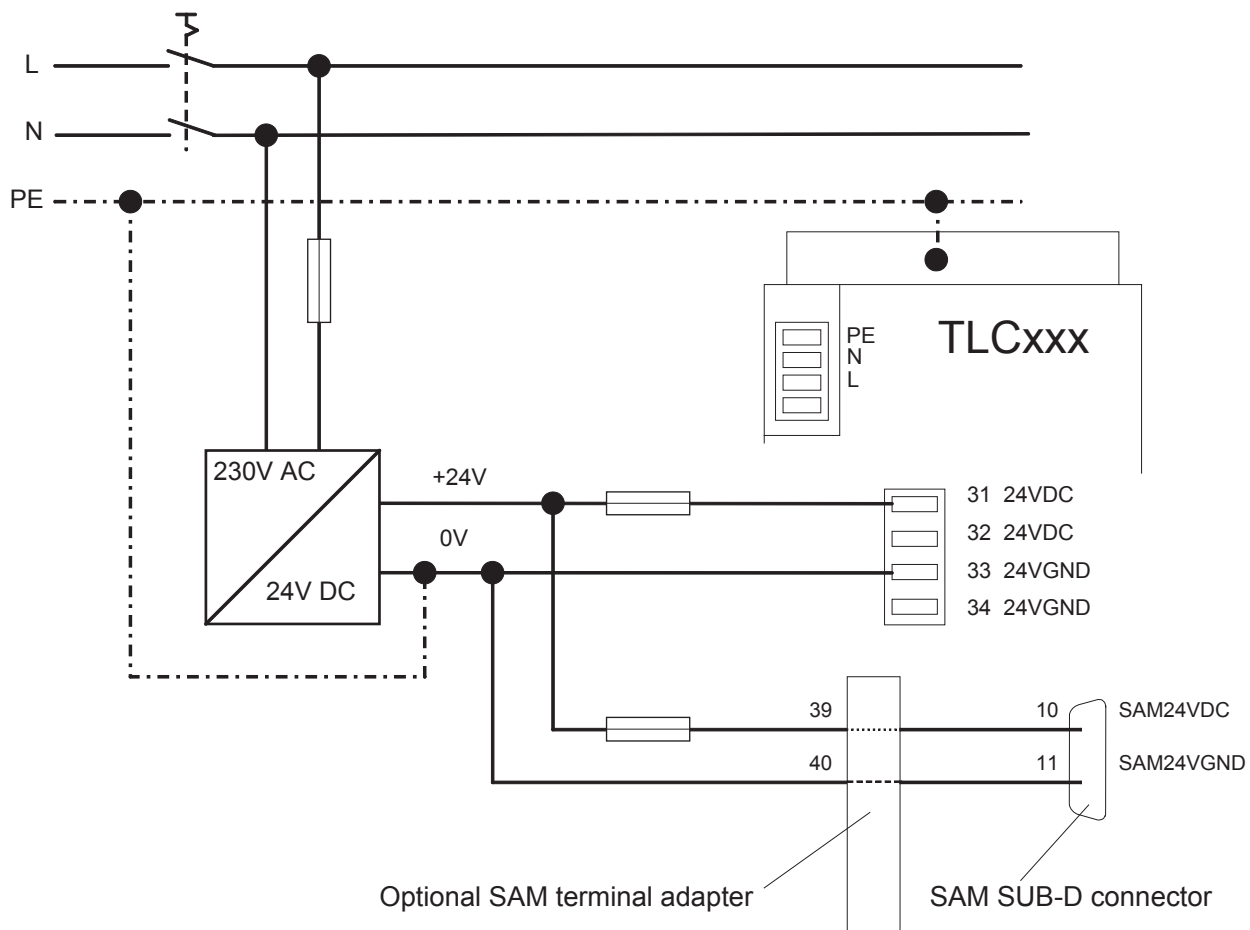 L
N
PE
PE
N
L
TLCxxx
230V AC
24V DC
+24V
0V
31 24VDC
32 24VDC
33 24VGND
34 24VGND
39
10
SAM24VDC
40
11
SAM24VGND
Optional SAM terminal adapter
SAM SUB-D connector